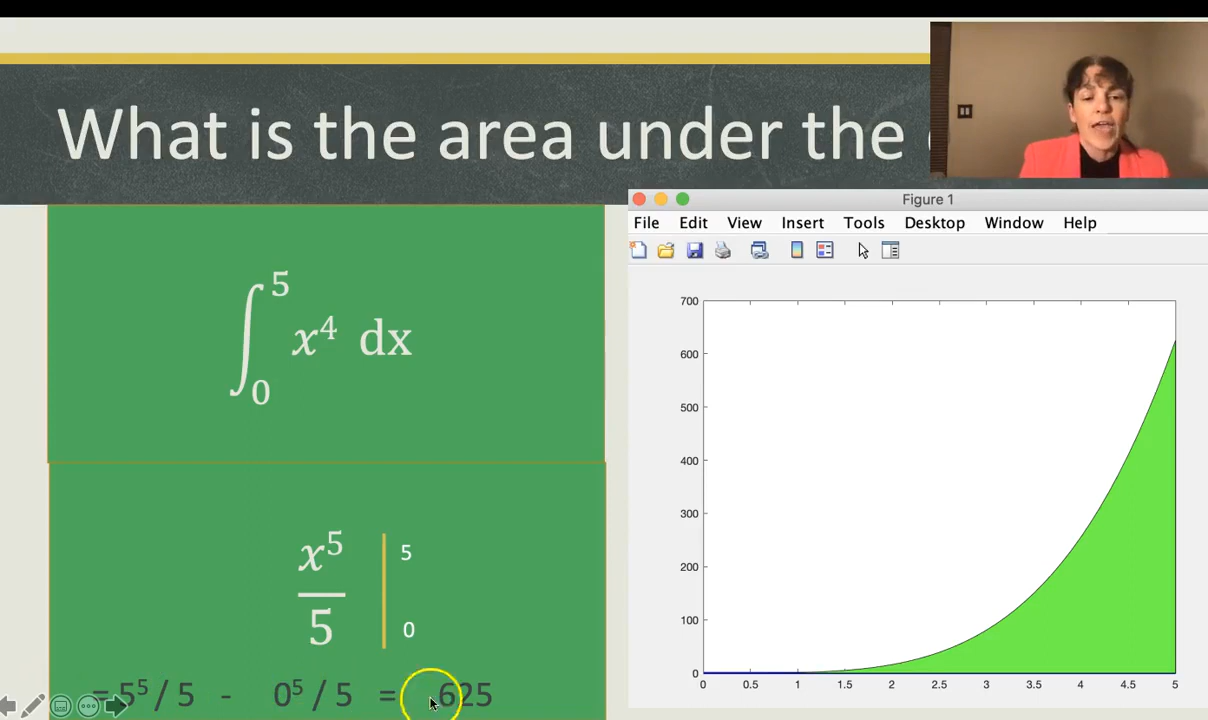 What is the area under the
∫₀⁵ x⁴ dx
x⁵/5 | 5 0
= 5⁵ / 5 - 0⁵ / 5 = 625
Figure 1
File Edit View Insert Tools Desktop Window Help
700
600
500
400
300
200
100
0
0 0.5 1 1.5 2 2.5 3 3.5 4 4.5 5